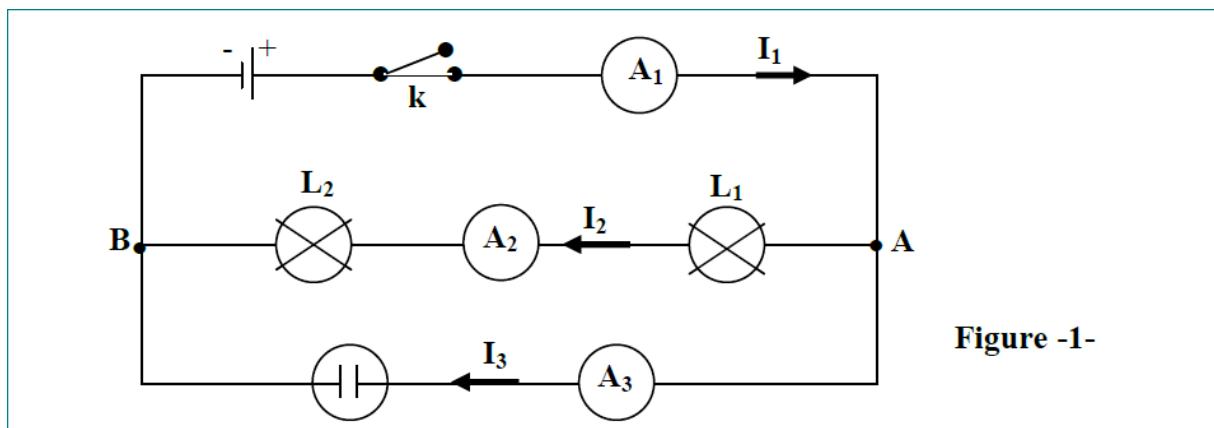 - +
k
A₁
I₁
L₂
A₂
I₂
L₁
B
A
I₃
A₃
Figure -1-